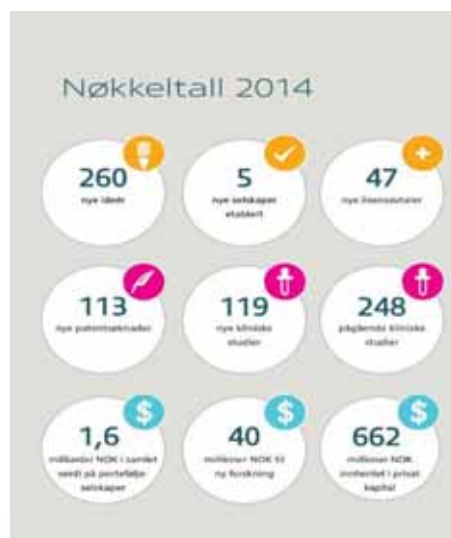 Nøkkeltall 2014
260
nye ideér
5
nye selskaper
etablert
47
nye lisensavtaler
113
nye patentsøknader
119
nye kliniske
studier
248
pågående kliniske
studier
1,6
milliarder NOK i samlet
verdi på portefølje-
selskaper
40
millioner NOK til
ny forskning
662
millioner NOK
innhentet i privat
kapital